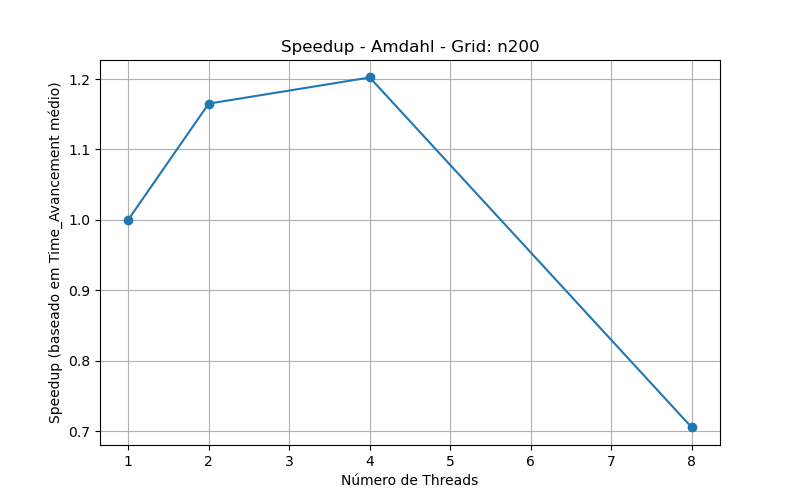 Speedup - Amdahl - Grid: n200
Speedup (baseado em Time_Avancement médio)
1.2
1.1
1.0
0.9
0.8
0.7
1 2 3 4 5 6 7 8
Número de Threads